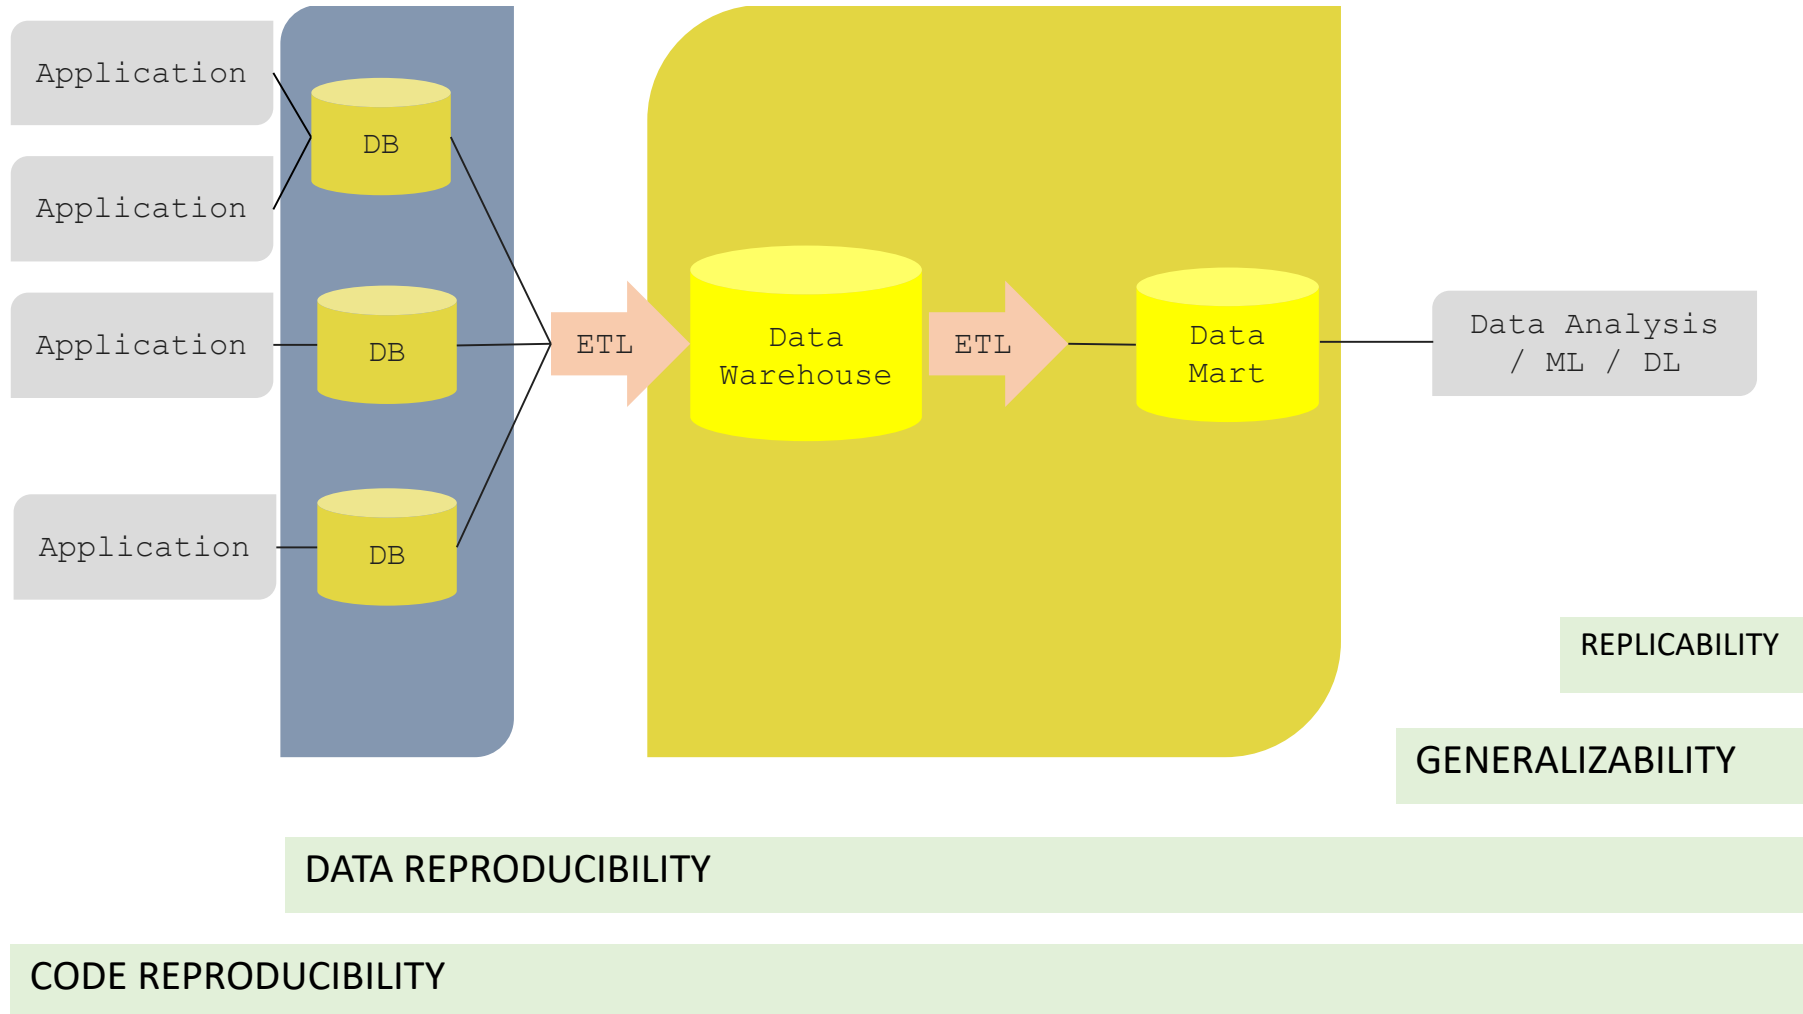 Application
DB
Application
Application
DB
ETL
Data
Warehouse
ETL
Data
Mart
Data Analysis
/ ML / DL
Application
DB
REPLICABILITY
GENERALIZABILITY
DATA REPRODUCIBILITY
CODE REPRODUCIBILITY